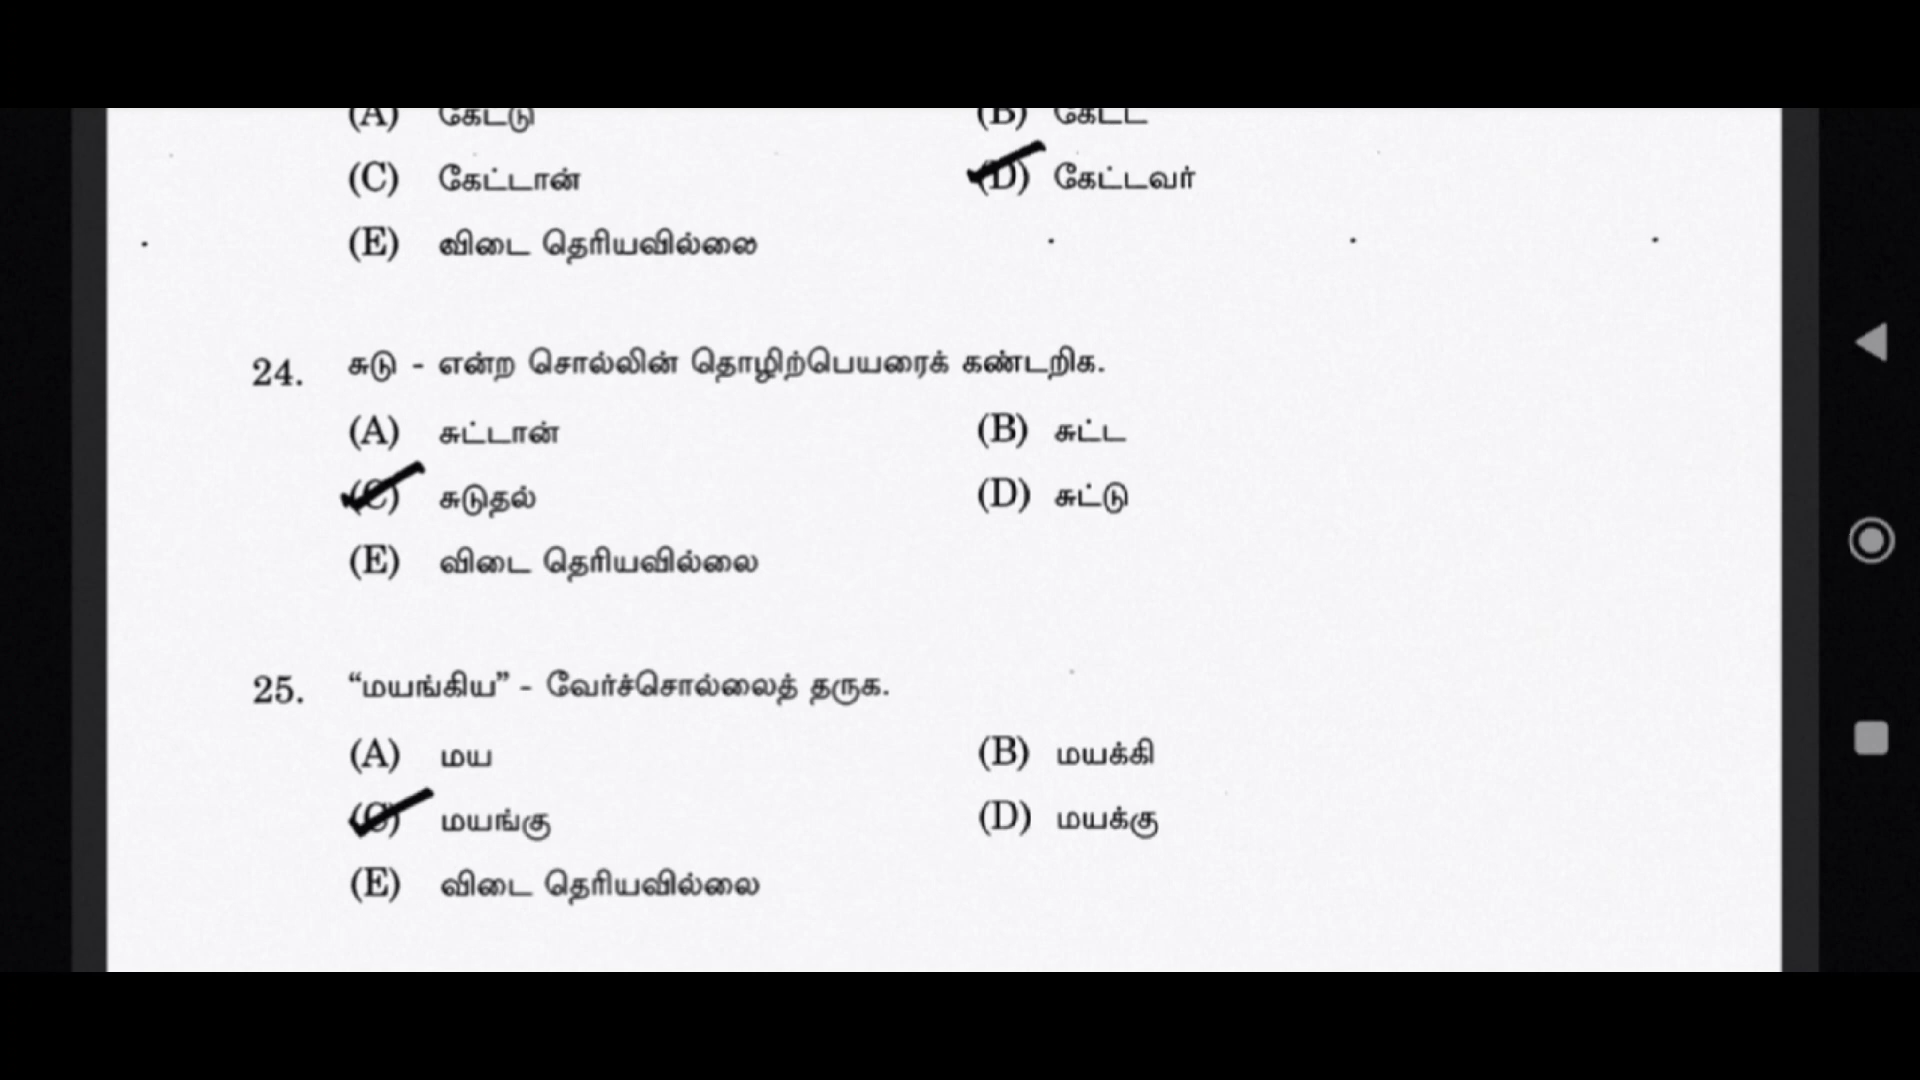 (A) கேட்டு (B) கேட்ட
(C) கேட்டான் (D) கேட்டவர்
(E) விடை தெரியவில்லை
24. சுடு - என்ற சொல்லின் தொழிற்பெயரைக் கண்டறிக.
(A) சுட்டான் (B) சுட்ட
(C) சுடுதல் (D) சுட்டு
(E) விடை தெரியவில்லை
25. “மயங்கிய” - வேர்ச்சொல்லைத் தருக.
(A) மய (B) மயக்கி
(C) மயங்கு (D) மயக்கு
(E) விடை தெரியவில்லை